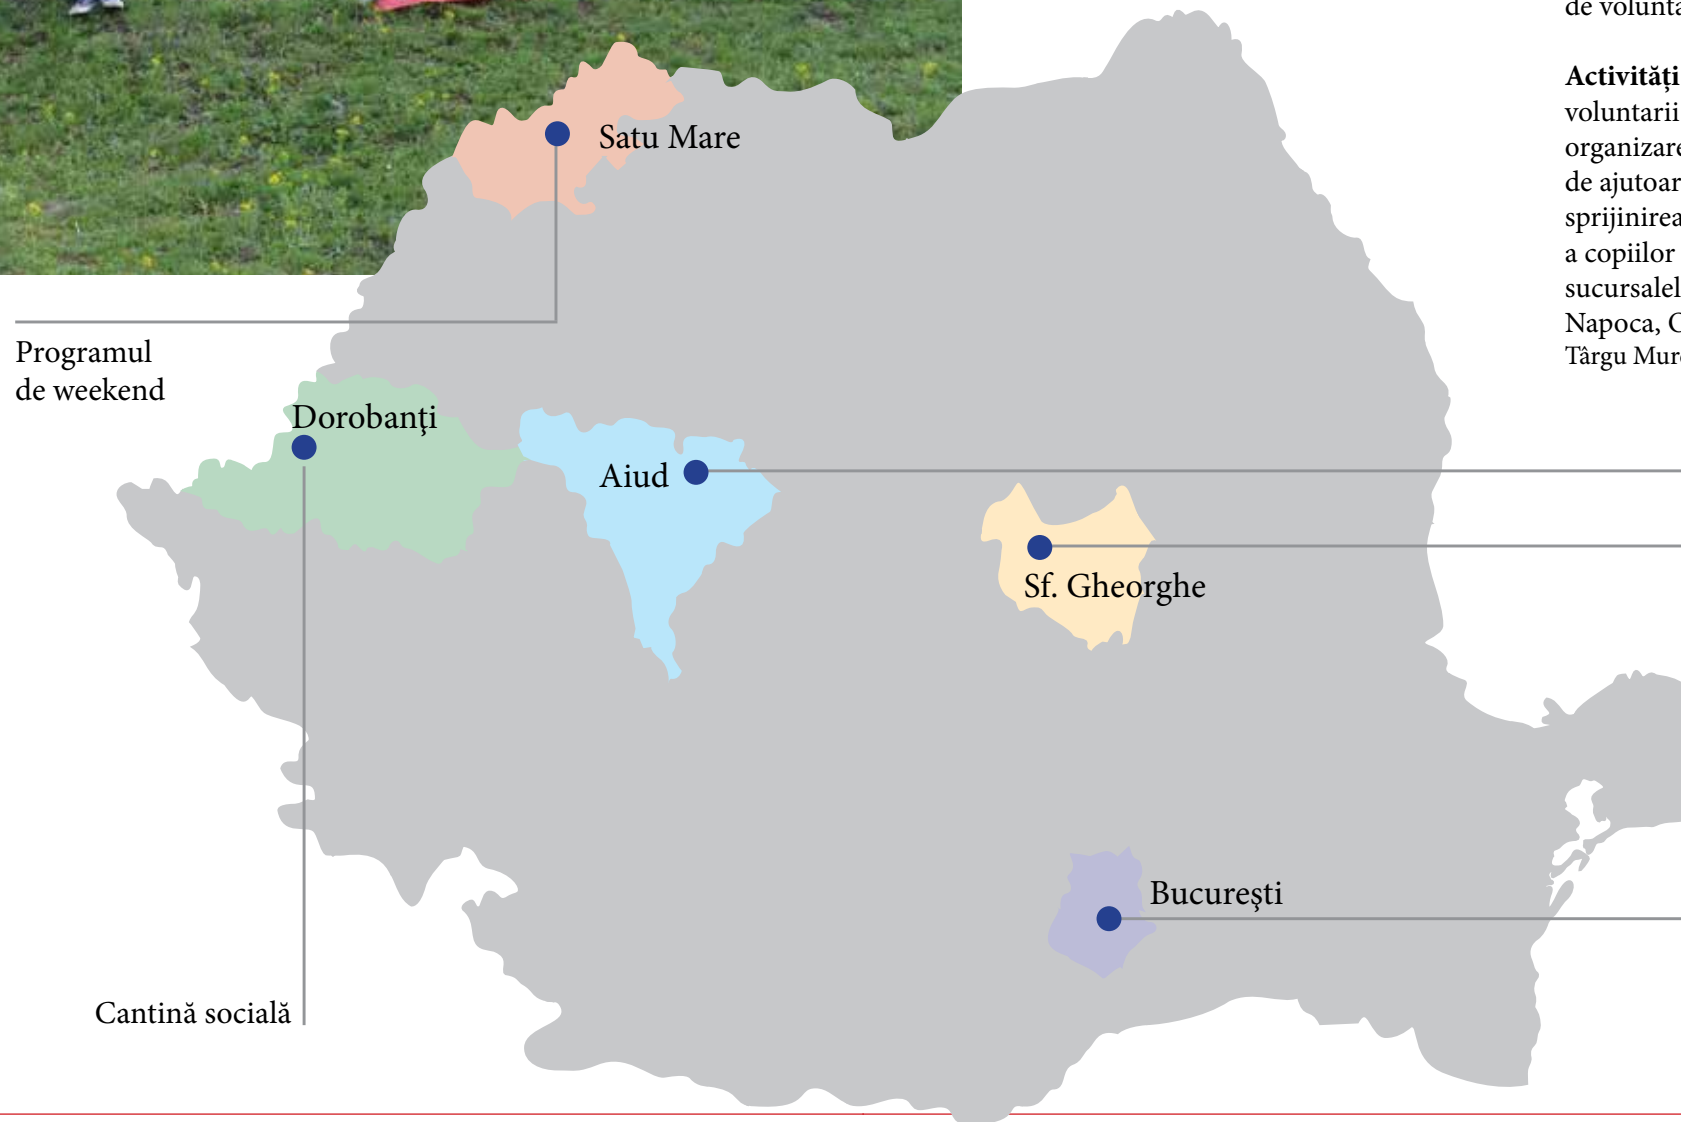 de volunta
Activități
voluntarii
organizare
de ajutoar
sprijinirea
a copiilor
sucursalel
Napoca, O
Târgu Mure
Satu Mare
Programul
de weekend
Dorobanţi
Aiud
Sf. Gheorghe
Bucureşti
Cantină socială